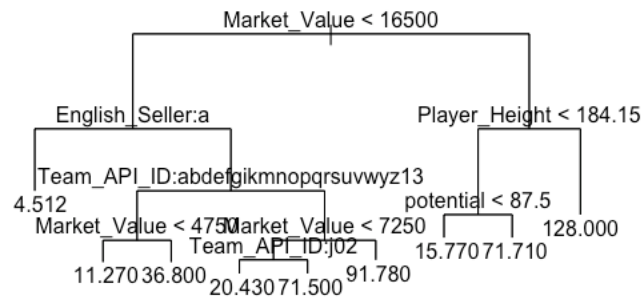 Market_Value < 16500
English_Seller:a
Player_Height < 184.15
Team_API_ID:abdefgikmnopqrsuvwyz13
4.512
potential < 87.5
128.000
Market_Value < 4750
Market_Value < 7250
Team_API_ID:j02
15.770
71.710
11.270
36.800
91.780
20.430
71.500